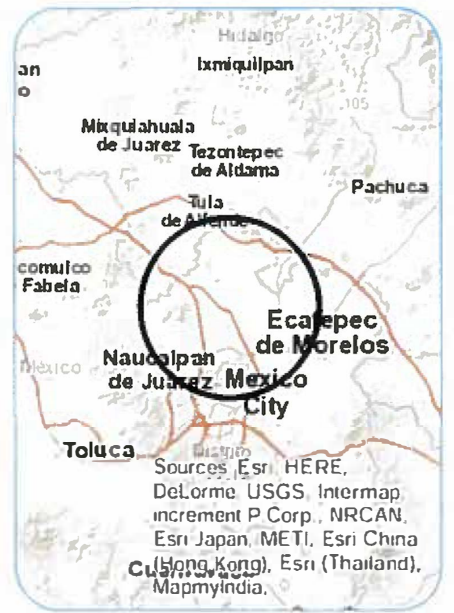 Hidalgo
Ixmiquilpan
an
o
105
Mixquiahuala
de Juarez
Tezontepec
de Aldama
Pachuca
Tula
de Allende
comulco
Fabela
Ecatepec
de Morelos
México
Naucalpan
de Juarez
Mexico
City
Toluca
Distrito
Sources Esri, HERE,
DeLorme USGS Intermap
increment P Corp., NRCAN,
Esri Japan, METI, Esri China
(Hong Kong), Esri (Thailand),
MapmyIndia,